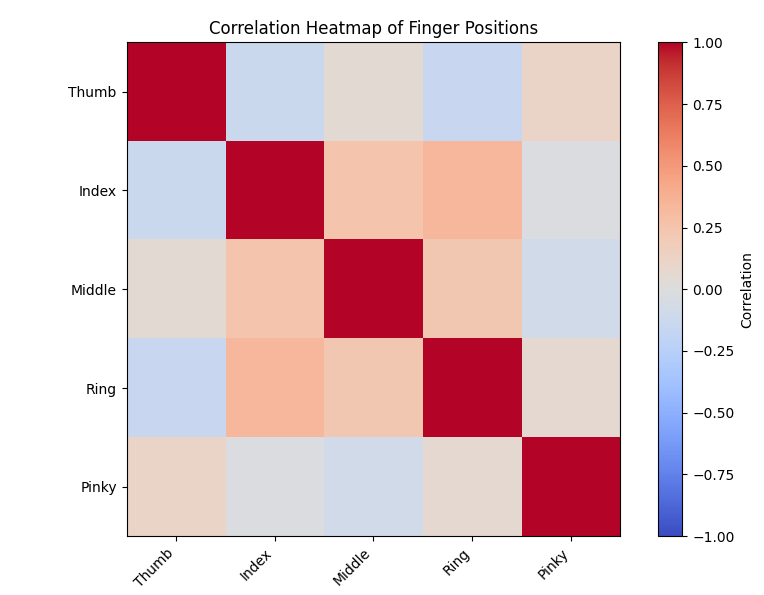 Correlation Heatmap of Finger Positions
Thumb
Index
Middle
Ring
Pinky
Thumb
Index
Middle
Ring
Pinky
1.00
0.75
0.50
0.25
0.00
−0.25
−0.50
−0.75
−1.00
Correlation